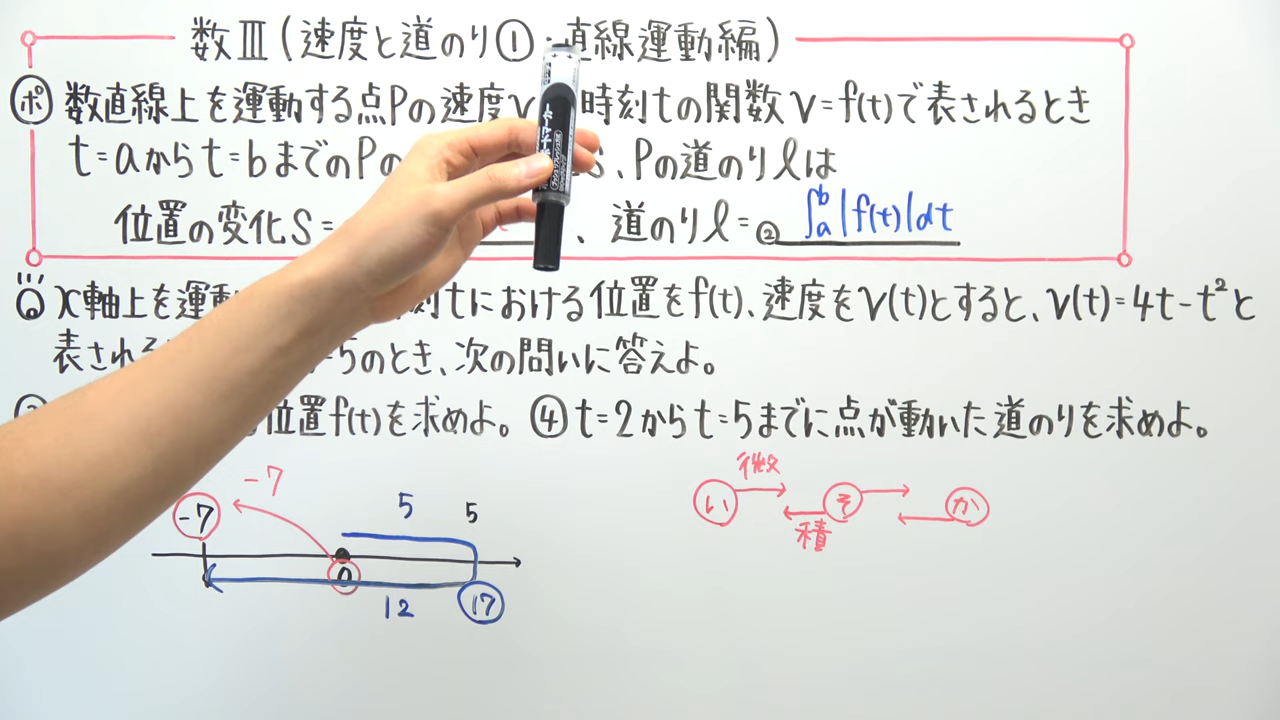 数Ⅲ(速度と道のり①・直線運動編)
ポ 数直線上を運動する点Pの速度v 時刻tの関数v=f(t)で表されるとき
t=aからt=bまでのPの S、Pの道のりlは
位置の変化S= 、道のりl=② ∫ₐᵇ|f(t)|dt
x軸上を運動 刻tにおける位置をf(t)、速度をv(t)とすると、v(t)=4t-t²と
表される 5のとき、次の問いに答えよ。
位置f(t)を求めよ。④t=2からt=5までに点が動いた道のりを求めよ。
微
-7
-7 5 5
い そ か
積
0
12 17